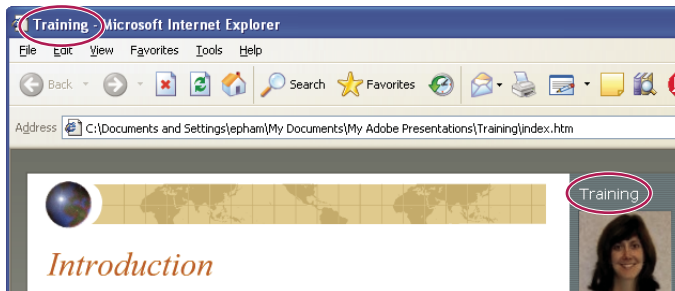 Training - Microsoft Internet Explorer
File Edit View Favorites Tools Help
Back Search Favorites
Address C:\Documents and Settings\epham\My Documents\My Adobe Presentations\Training\index.htm
Training
Introduction